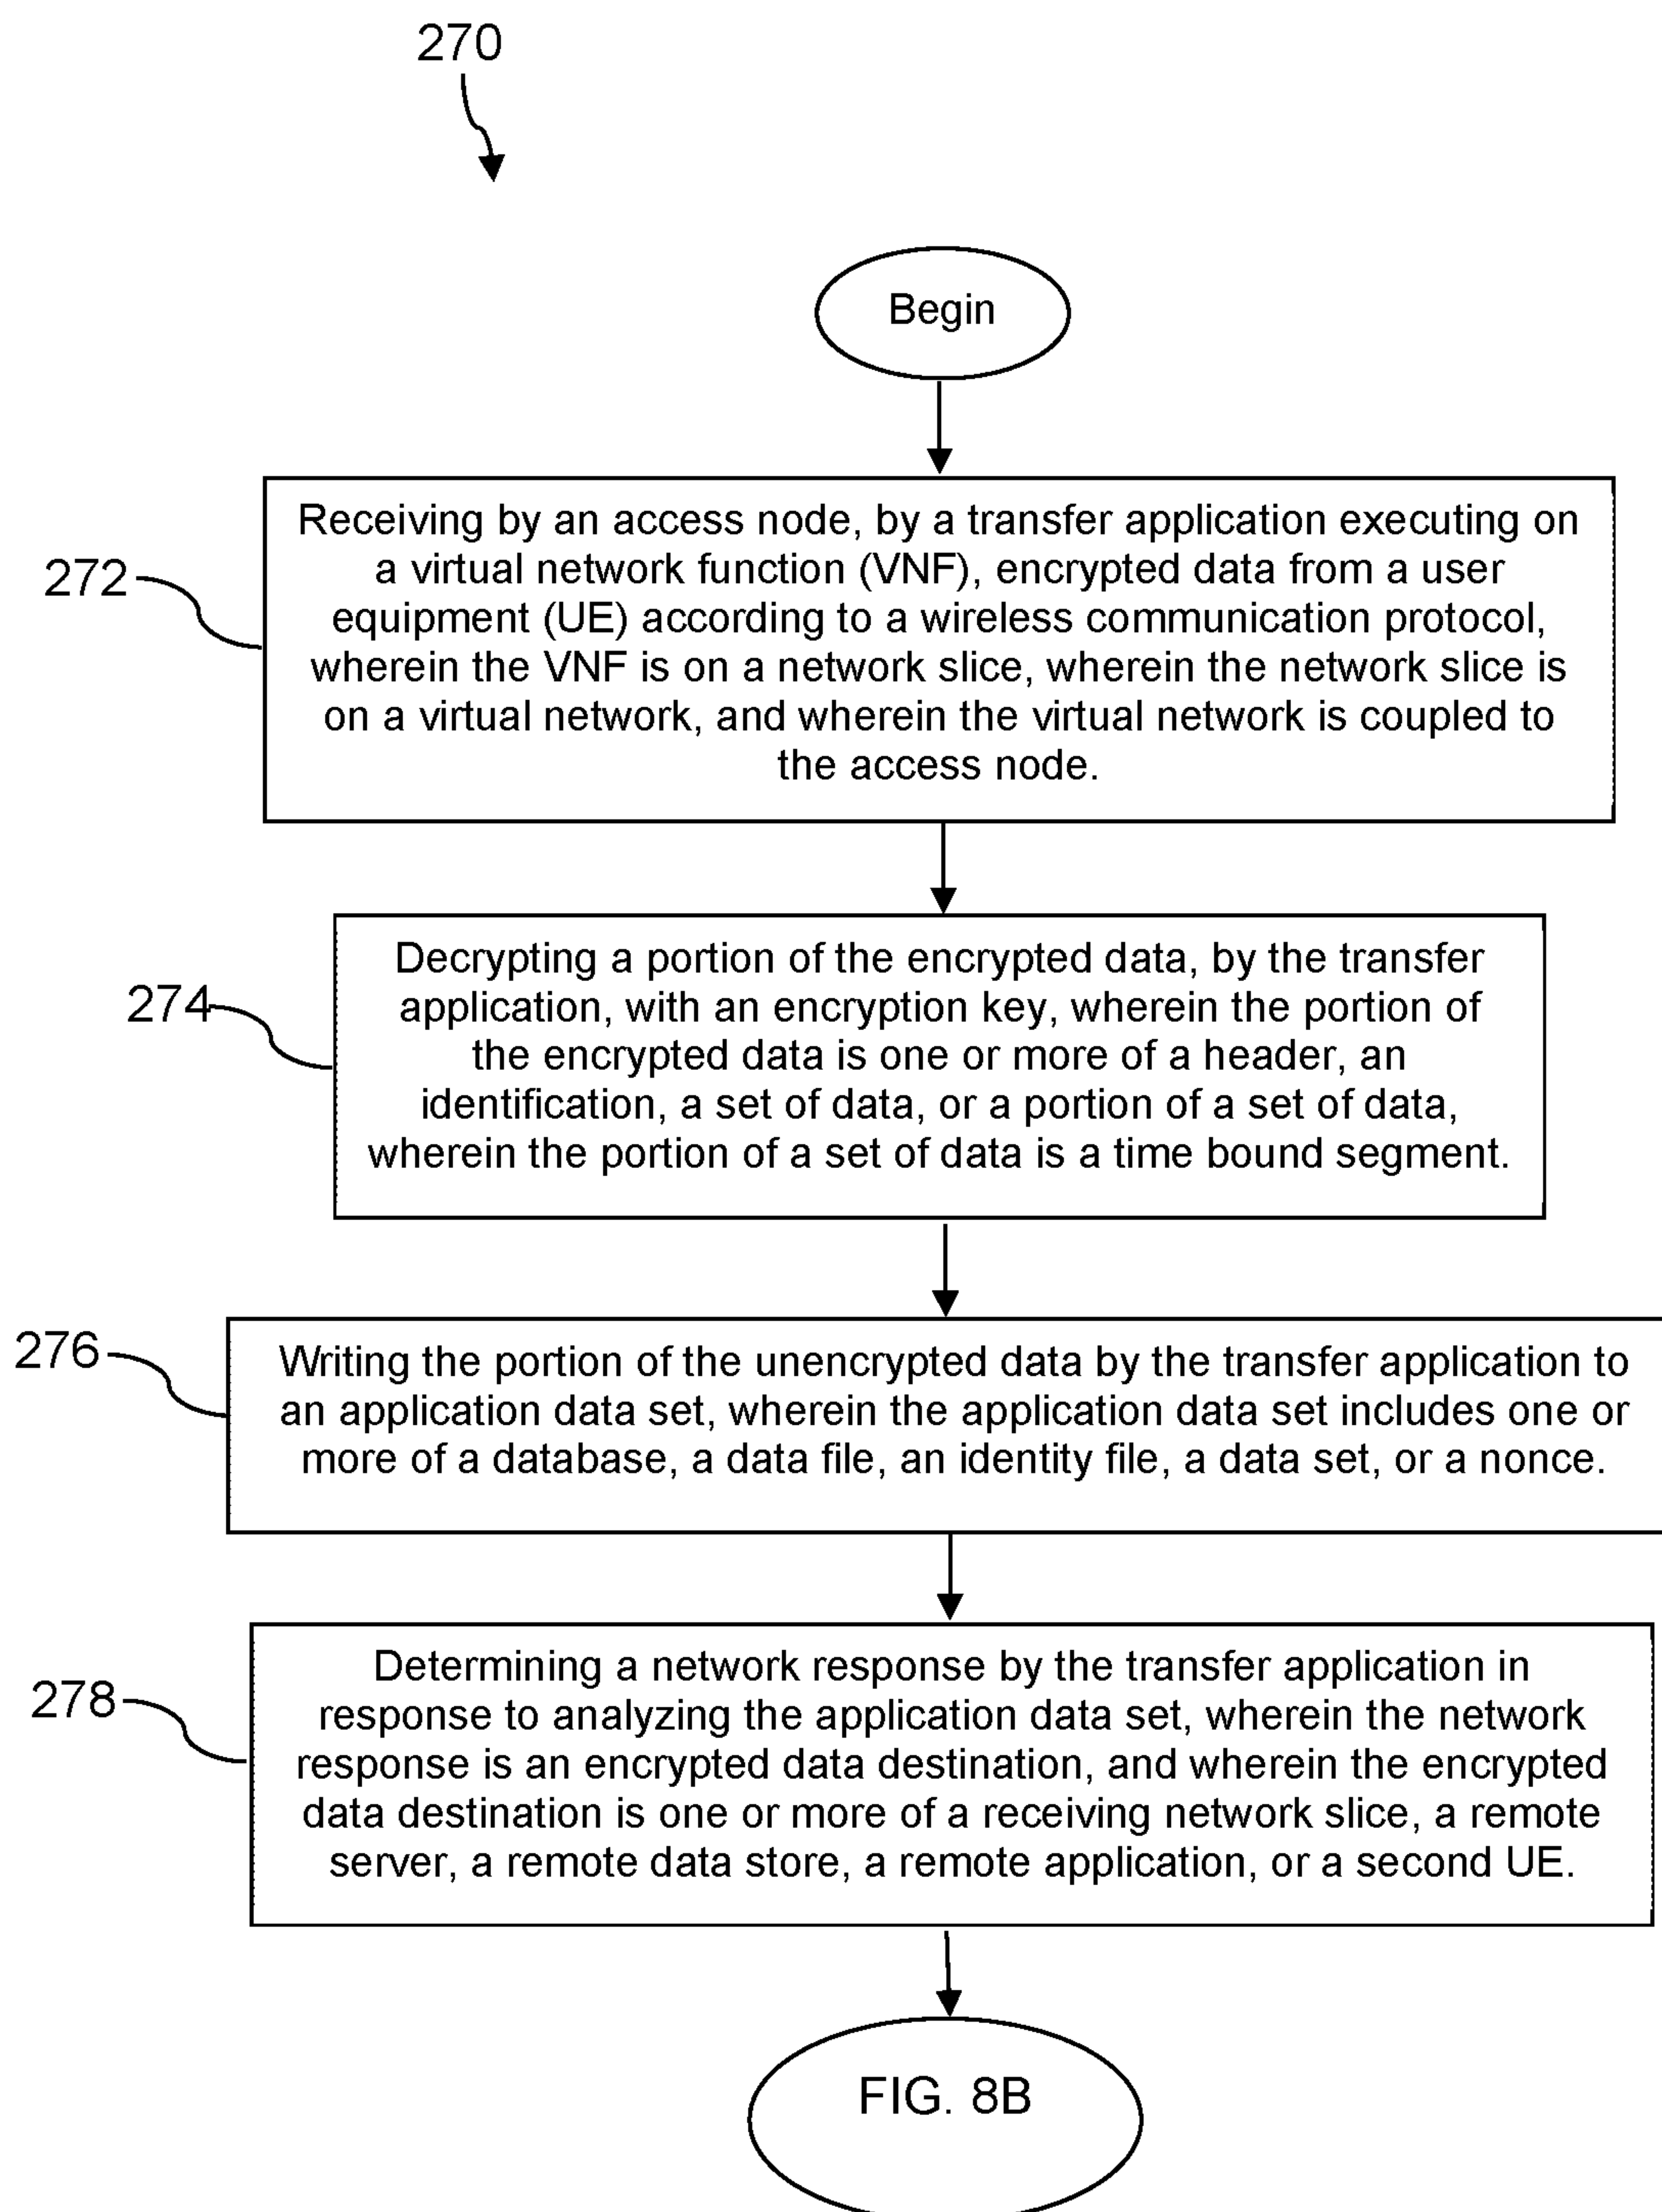 270
Begin
272
Receiving by an access node, by a transfer application executing on
a virtual network function (VNF), encrypted data from a user
equipment (UE) according to a wireless communication protocol,
wherein the VNF is on a network slice, wherein the network slice is
on a virtual network, and wherein the virtual network is coupled to
the access node.
274
Decrypting a portion of the encrypted data, by the transfer
application, with an encryption key, wherein the portion of
the encrypted data is one or more of a header, an
identification, a set of data, or a portion of a set of data,
wherein the portion of a set of data is a time bound segment.
276
Writing the portion of the unencrypted data by the transfer application to
an application data set, wherein the application data set includes one or
more of a database, a data file, an identity file, a data set, or a nonce.
278
Determining a network response by the transfer application in
response to analyzing the application data set, wherein the network
response is an encrypted data destination, and wherein the encrypted
data destination is one or more of a receiving network slice, a remote
server, a remote data store, a remote application, or a second UE.
FIG. 8B